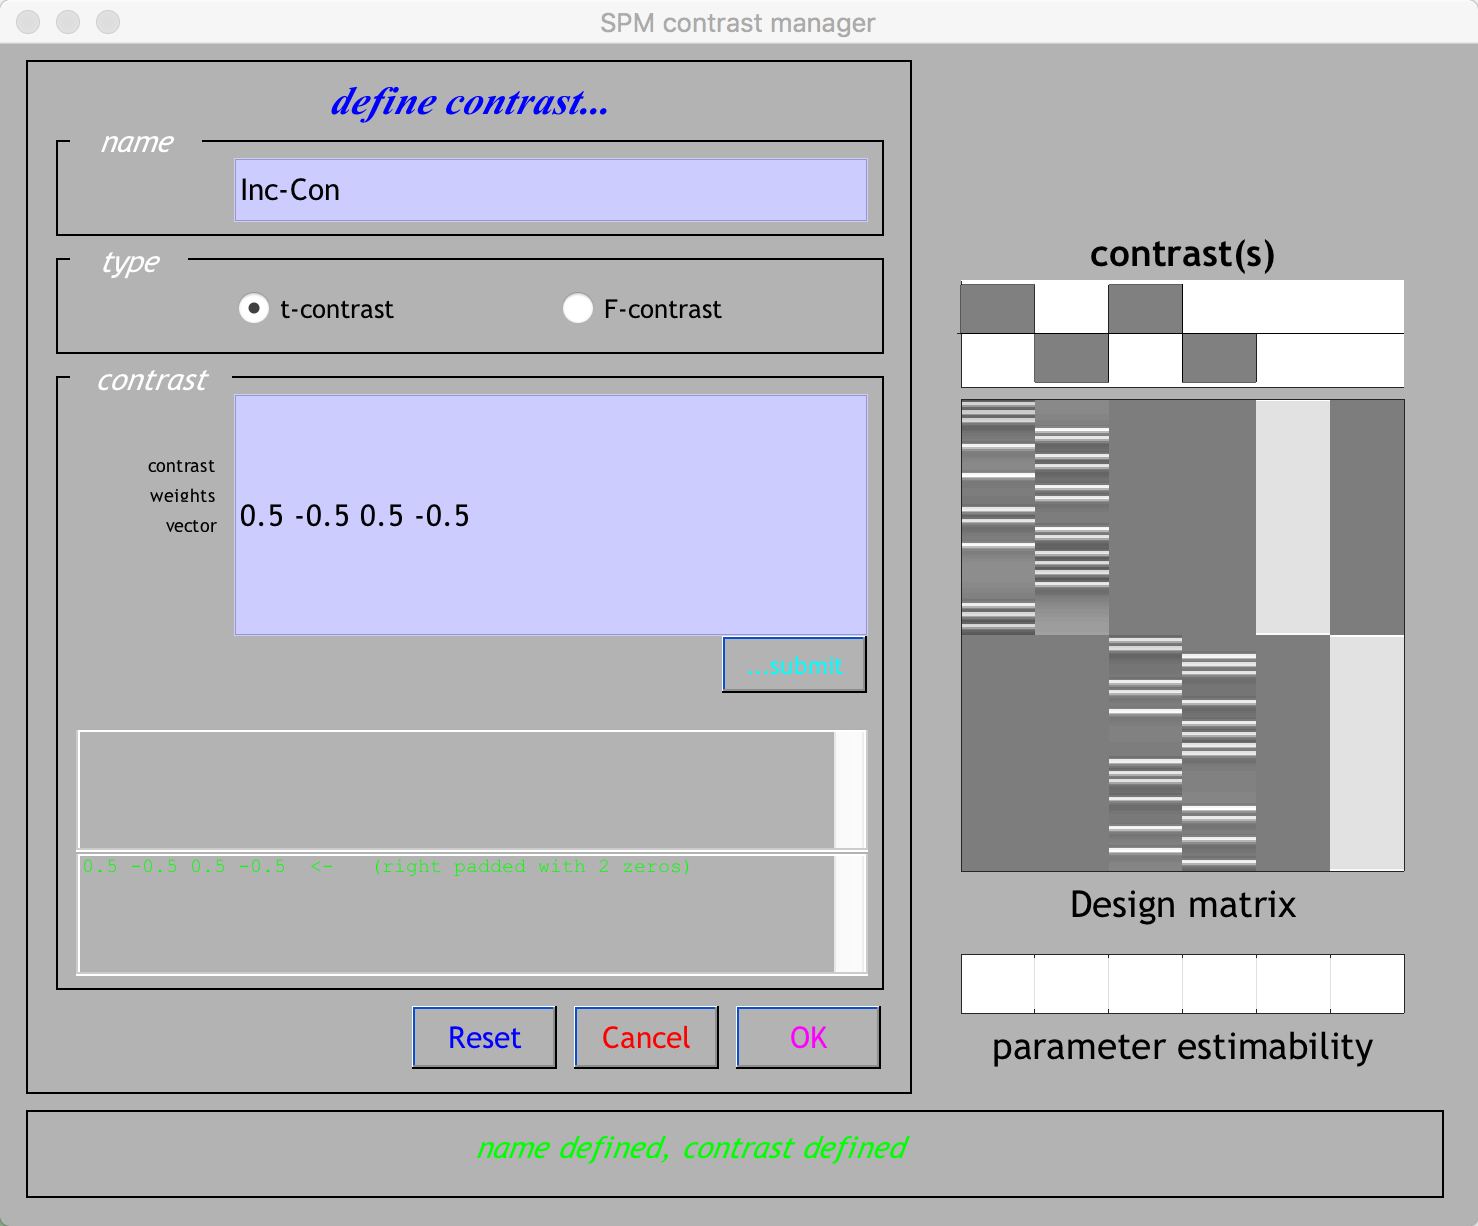 SPM contrast manager
define contrast...
name
Inc-Con
type
t-contrast
F-contrast
contrast
contrast
weights
vector
0.5 -0.5 0.5 -0.5
...submit
0.5 -0.5 0.5 -0.5 <- (right padded with 2 zeros)
Reset
Cancel
OK
contrast(s)
Design matrix
parameter estimability
name defined, contrast defined